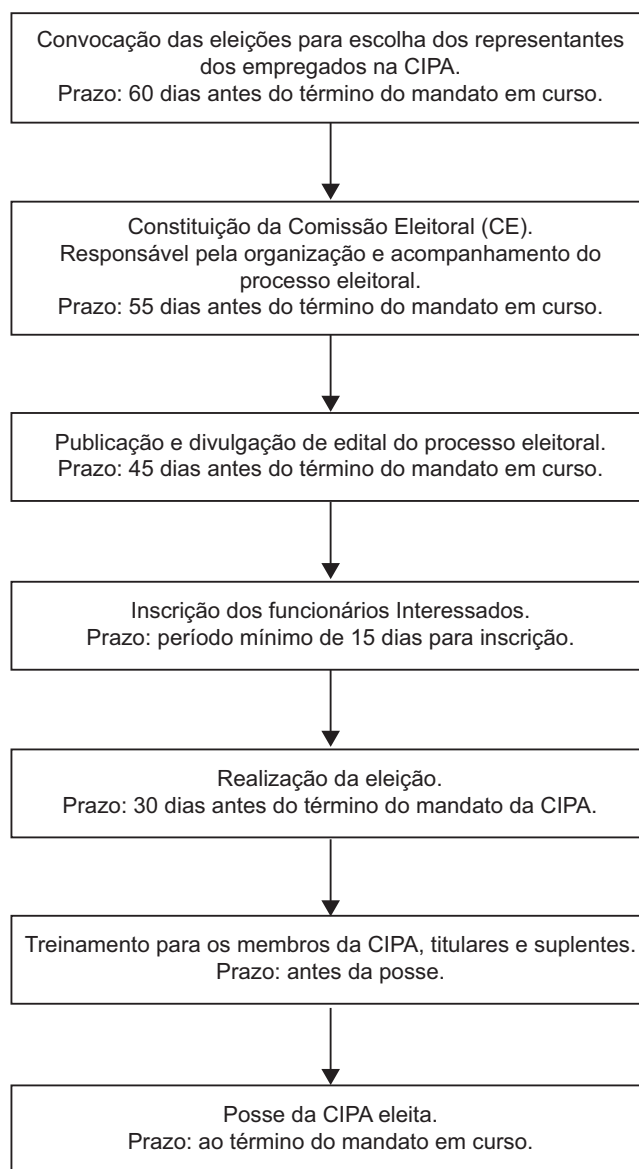 Convocação das eleições para escolha dos representantes
dos empregados na CIPA.
Prazo: 60 dias antes do término do mandato em curso.
Constituição da Comissão Eleitoral (CE).
Responsável pela organização e acompanhamento do
processo eleitoral.
Prazo: 55 dias antes do término do mandato em curso.
Publicação e divulgação de edital do processo eleitoral.
Prazo: 45 dias antes do término do mandato em curso.
Inscrição dos funcionários Interessados.
Prazo: período mínimo de 15 dias para inscrição.
Realização da eleição.
Prazo: 30 dias antes do término do mandato da CIPA.
Treinamento para os membros da CIPA, titulares e suplentes.
Prazo: antes da posse.
Posse da CIPA eleita.
Prazo: ao término do mandato em curso.